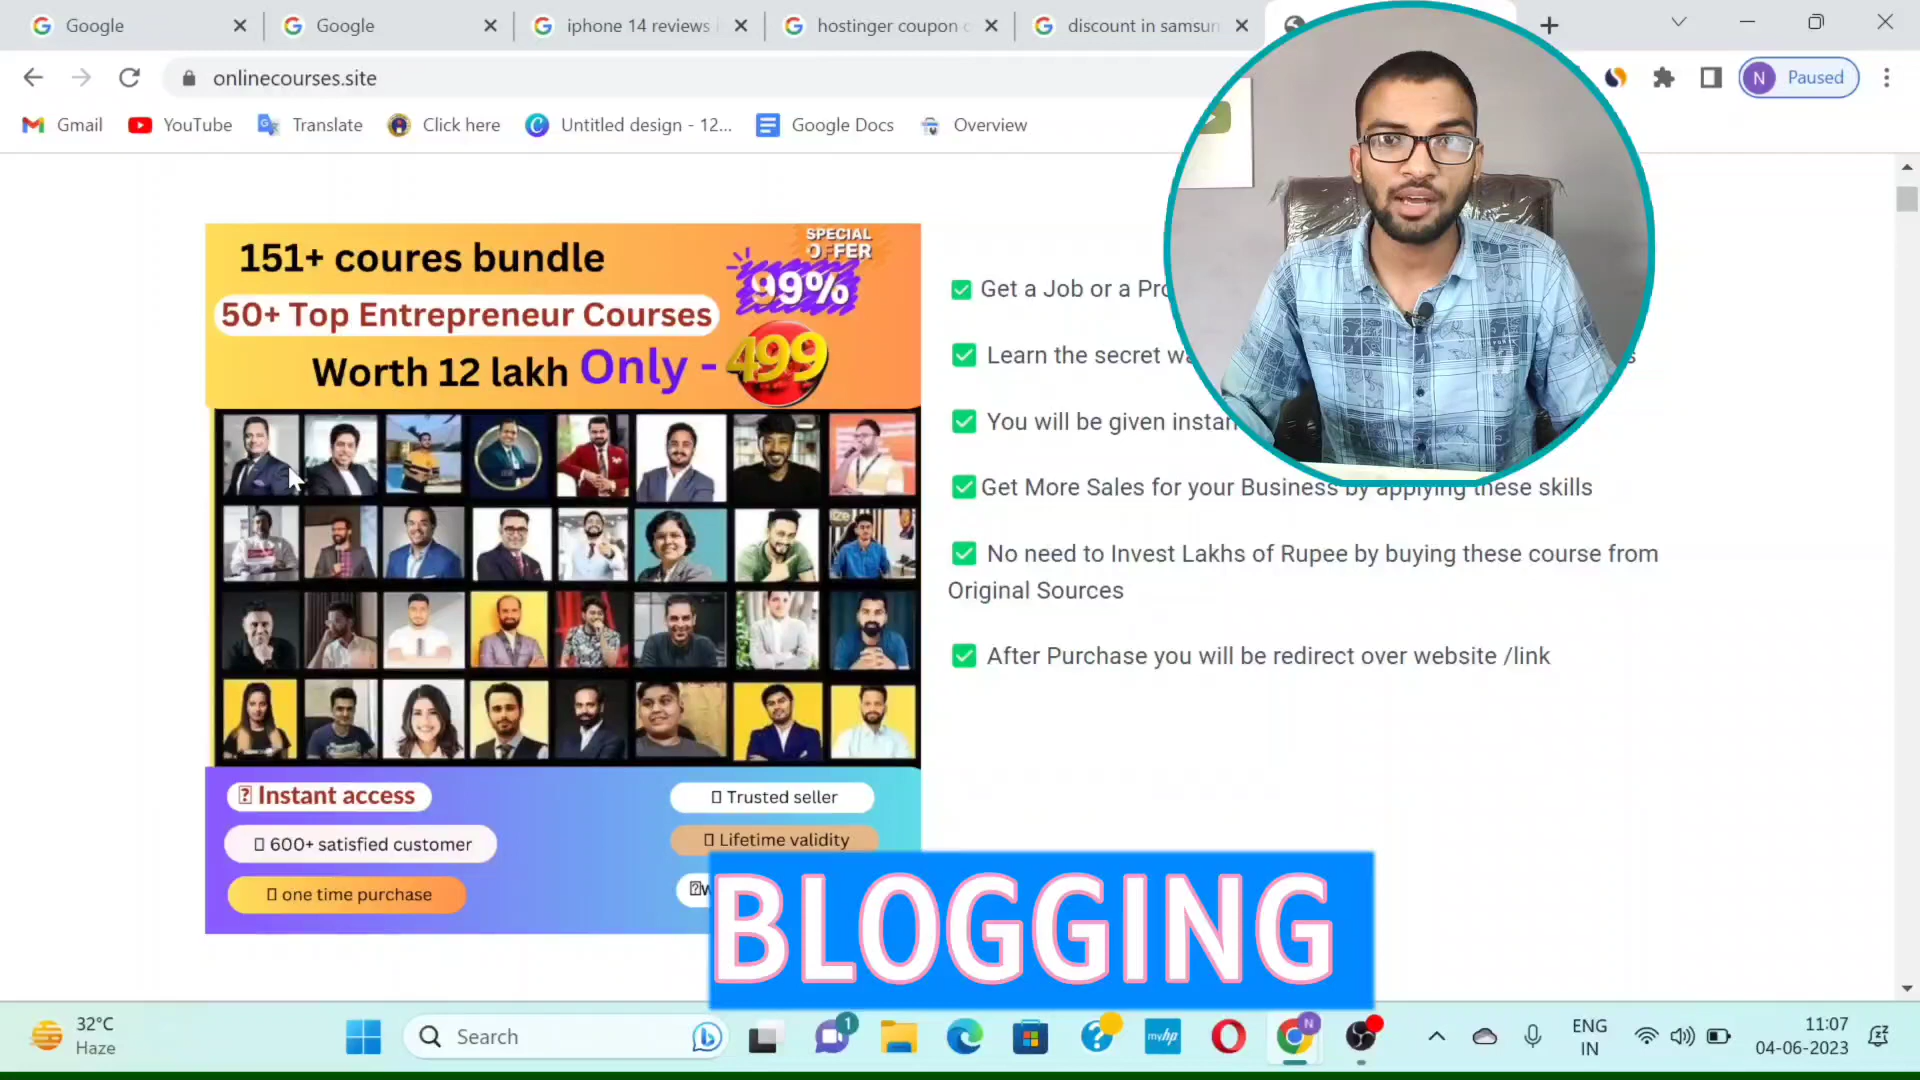 Google
Google
iphone 14 reviews
hostinger coupon c
discount in samsun
onlinecourses.site
N
Paused
Gmail
YouTube
Translate
Click here
Untitled design - 12...
Google Docs
Overview
151+ coures bundle
SPECIAL
OFFER
99%
50+ Top Entrepreneur Courses
Worth 12 lakh Only - 499
Instant access
Trusted seller
600+ satisfied customer
Lifetime validity
one time purchase
Get a Job or a Pro
Learn the secret wa
You will be given instan
Get More Sales for your Business by applying these skills
No need to Invest Lakhs of Rupee by buying these course from
Original Sources
After Purchase you will be redirect over website /link
BLOGGING
32°C
Haze
Search
1
myhp
N
ENG
IN
11:07
04-06-2023